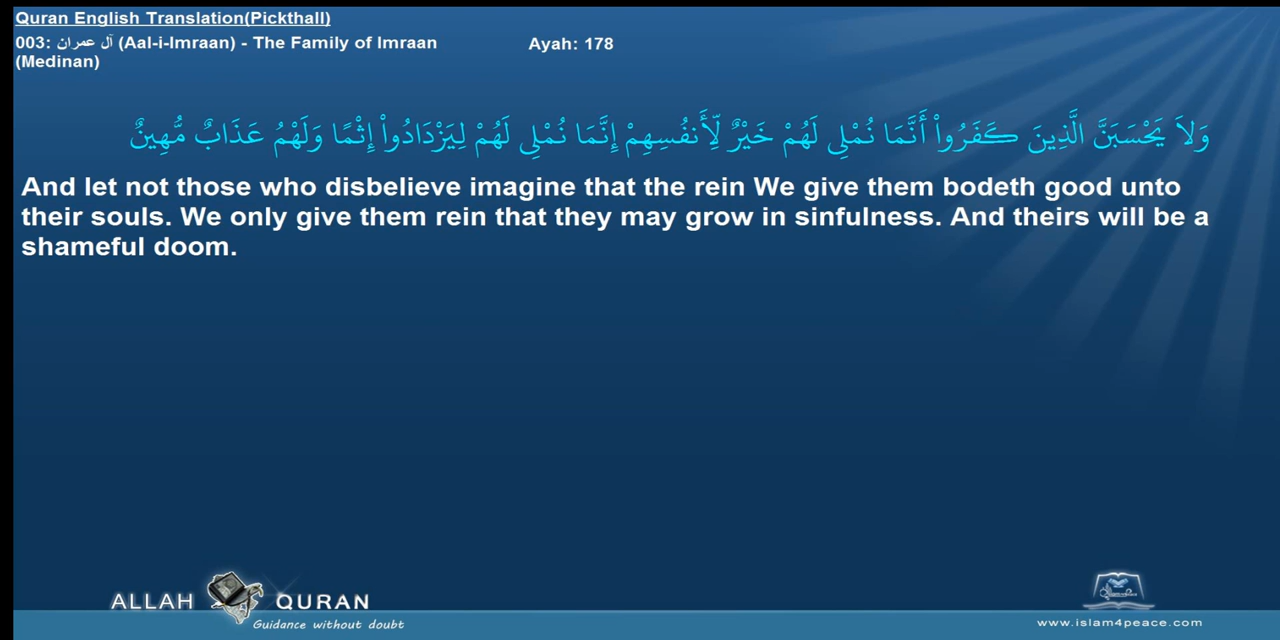 Quran English Translation(Pickthall)
003: آل عمران (Aal-i-Imraan) - The Family of Imraan
(Medinan)
Ayah: 178
وَلاَ يَحْسَبَنَّ الَّذِينَ كَفَرُواْ أَنَّمَا نُمْلِي لَهُمْ خَيْرٌ لِّأَنفُسِهِمْ إِنَّمَا نُمْلِي لَهُمْ لِيَزْدَادُواْ إِثْمًا وَلَهْمُ عَذَابٌ مُّهِينٌ
And let not those who disbelieve imagine that the rein We give them bodeth good unto
their souls. We only give them rein that they may grow in sinfulness. And theirs will be a
shameful doom.
ALLAH QURAN
Guidance without doubt
www.islam4peace.com